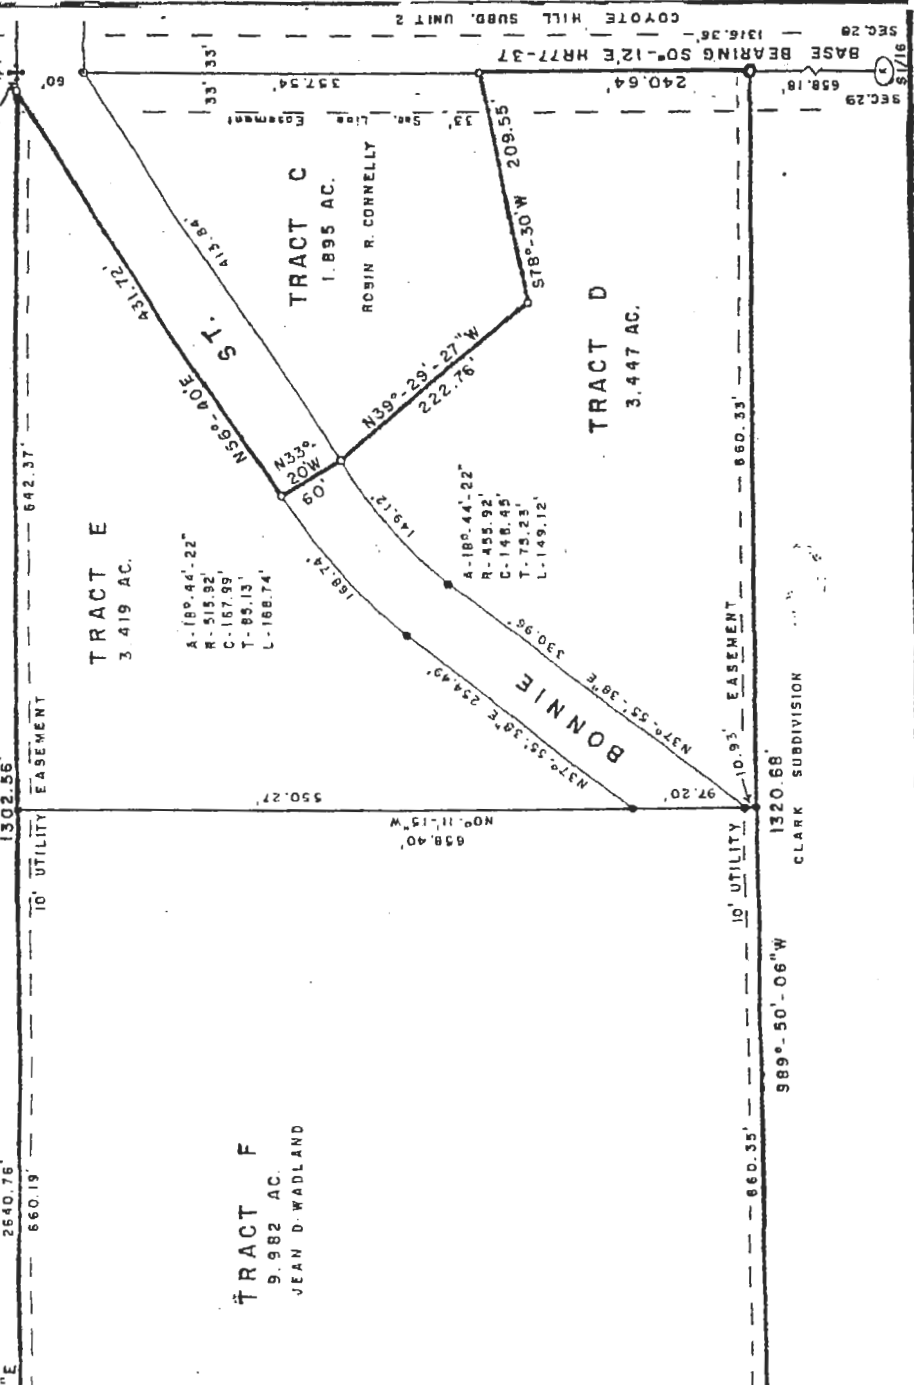 COYOTE HILL SUBD. UNIT 2
SEC. 28
1316.36'
BASE BEARING S0°-12'E HR77-37
S1/16
SEC.29
658.18'
240.64'
357.54'
33'
33'
60'
33' Sec. Line Easement
209.55'
S78°-30'W
TRACT C
1.895 AC.
ROBIN R. CONNELLY
413.84'
431.72'
ST.
N56°-40'E
N33°-
20'W
60'
N39°-29'-27"W
222.76'
TRACT D
3.447 AC.
642.37'
TRACT E
3.419 AC.
Δ-18°-44'-22"
R-515.92'
C-167.99'
T-85.13'
L-168.74'
168.74'
149.12'
Δ-18°-44'-22"
R-455.92'
C-148.45'
T-75.23'
L-149.12'
660.33'
254.49'
N37°-55'-38"E
BONNIE
330.96'
N37°-55'-38"E
10' UTILITY EASEMENT
1302.56'
550.27'
N0°-11'-15"W
658.40'
97.20'
10.93'
10' UTILITY EASEMENT
1320.68'
CLARK SUBDIVISION
989°-50'-06"W
TRACT F
9.982 AC.
JEAN D. WADLAND
2640.76'
660.19'
660.35'
"E